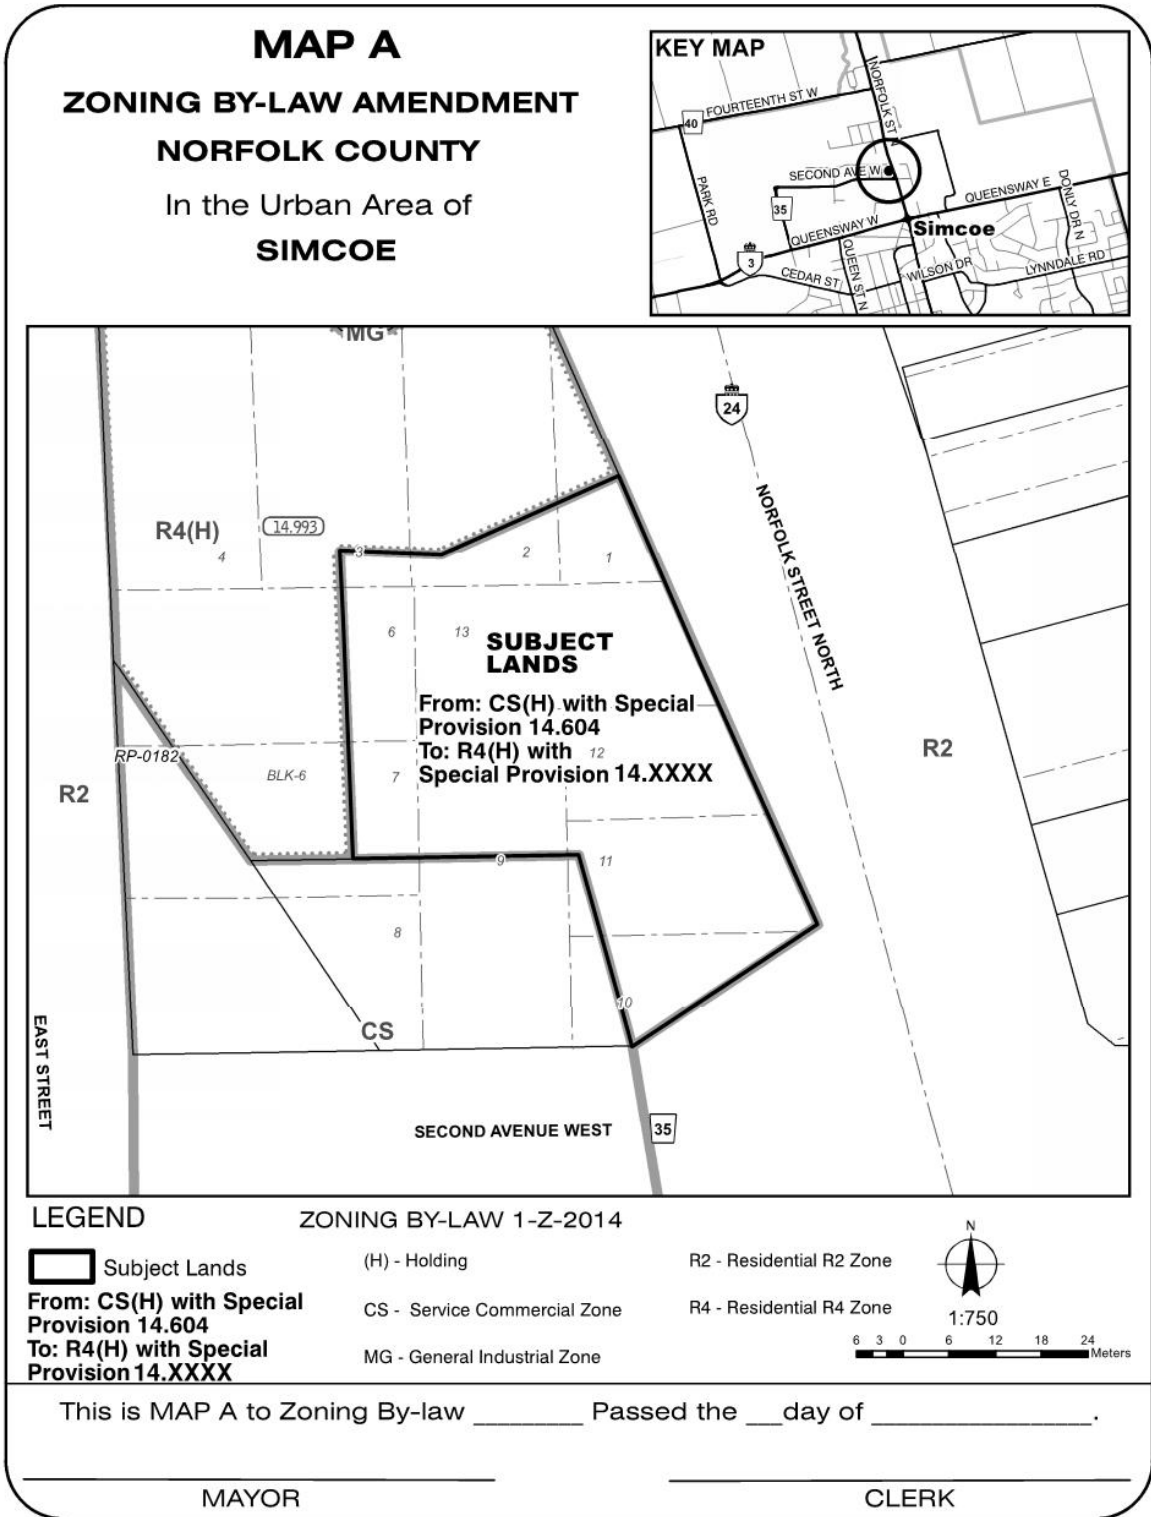 MAP A
ZONING BY-LAW AMENDMENT
NORFOLK COUNTY
In the Urban Area of
SIMCOE
KEY MAP
NORFOLK ST N
FOURTEENTH ST W
40
PARK RD
SECOND AVE W
35
QUEENSWAY E
DONLY DR N
QUEENSWAY W
Simcoe
3
CEDAR ST
QUEEN ST N
WILSON DR
LYNNDALE RD
MG
24
R4(H)
14.993
4
3
2
1
NORFOLK STREET NORTH
6
13
SUBJECT
LANDS
From: CS(H) with Special
Provision 14.604
To: R4(H) with
12
Special Provision 14.XXXX
R2
RP-0182
BLK-6
7
R2
9
11
8
10
CS
EAST STREET
SECOND AVENUE WEST
35
LEGEND
ZONING BY-LAW 1-Z-2014
Subject Lands
From: CS(H) with Special
Provision 14.604
To: R4(H) with Special
Provision 14.XXXX
(H) - Holding
CS - Service Commercial Zone
MG - General Industrial Zone
R2 - Residential R2 Zone
R4 - Residential R4 Zone
N
1:750
6 3 0 6 12 18 24
Meters
This is MAP A to Zoning By-law _________ Passed the ___day of __________________.
MAYOR
CLERK